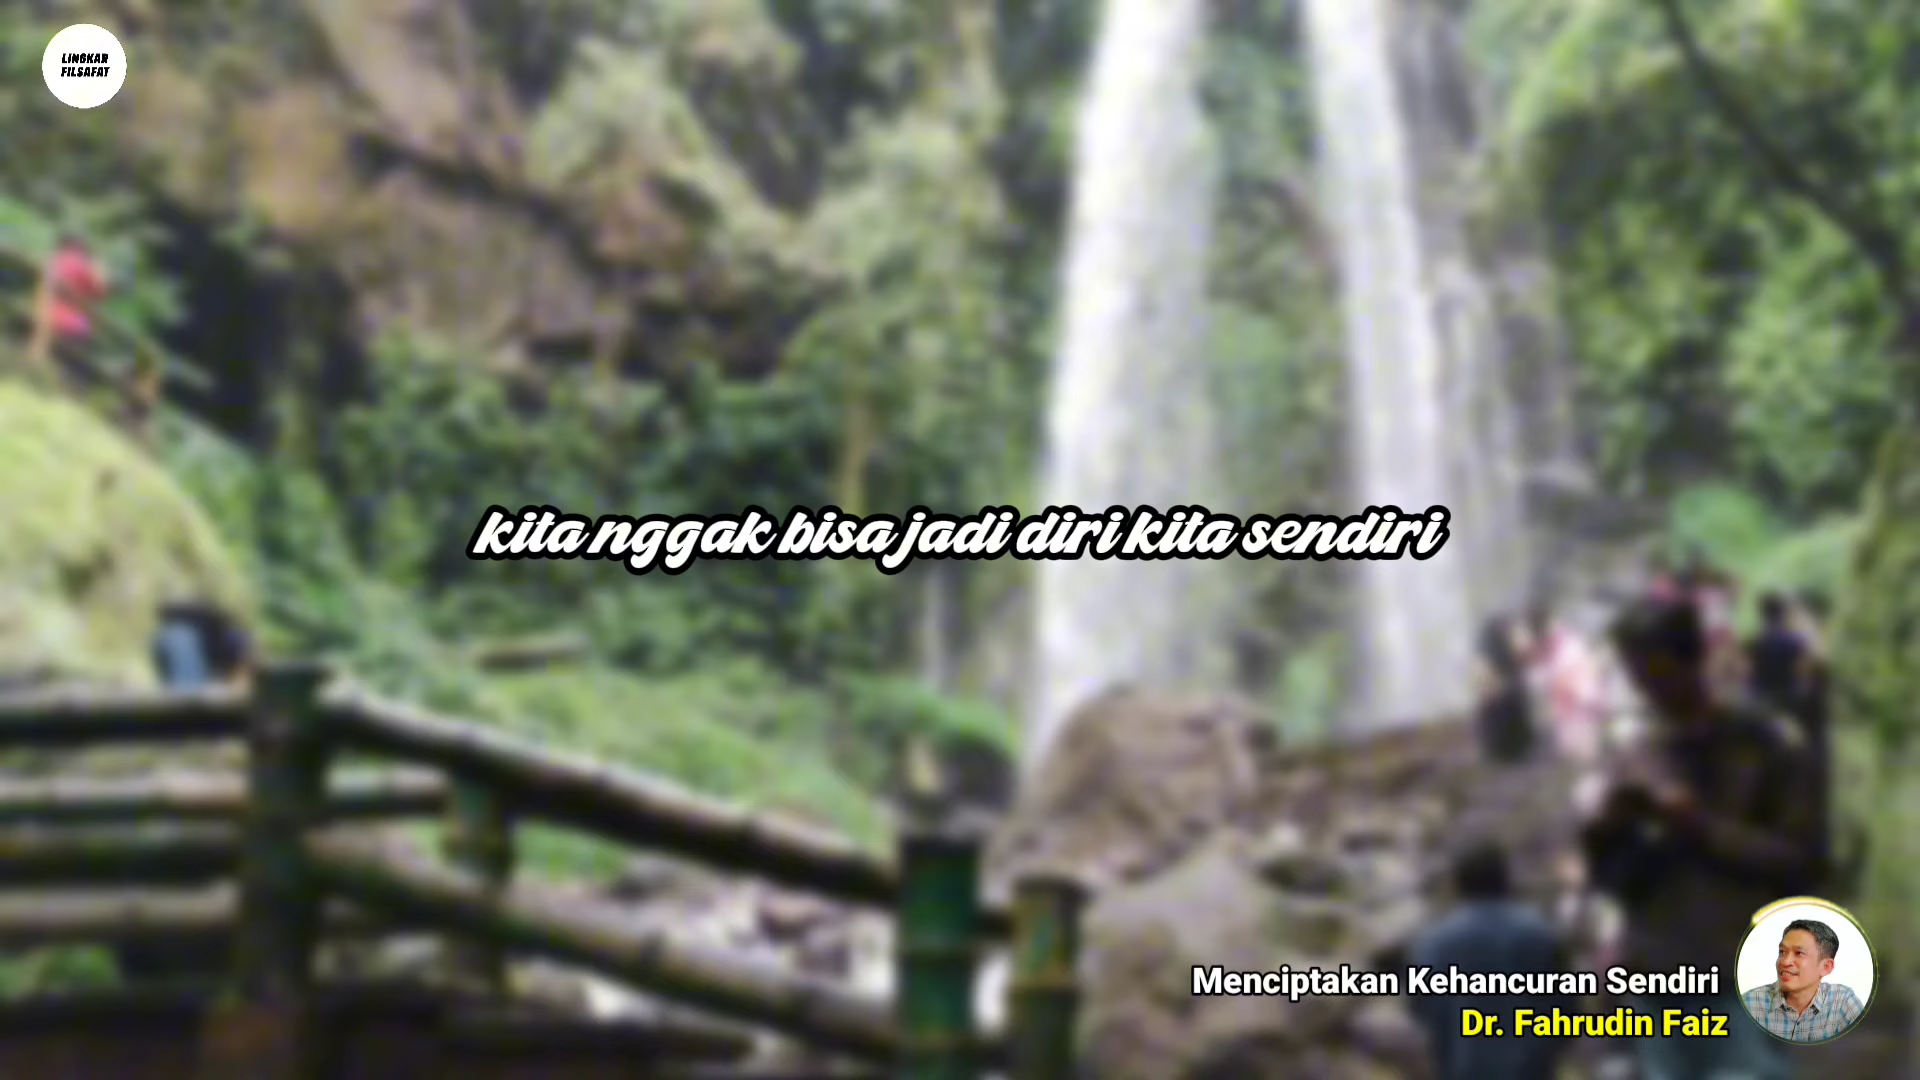 LINGKAR
FILSAFAT
kita nggak bisa jadi diri kita sendiri
Menciptakan Kehancuran Sendiri
Dr. Fahrudin Faiz